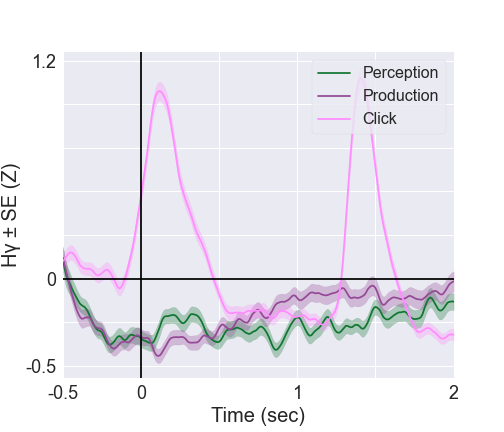 1.2
Perception
Production
Click
Hγ ± SE (Z)
0
-0.5
-0.5 0 1 2
Time (sec)